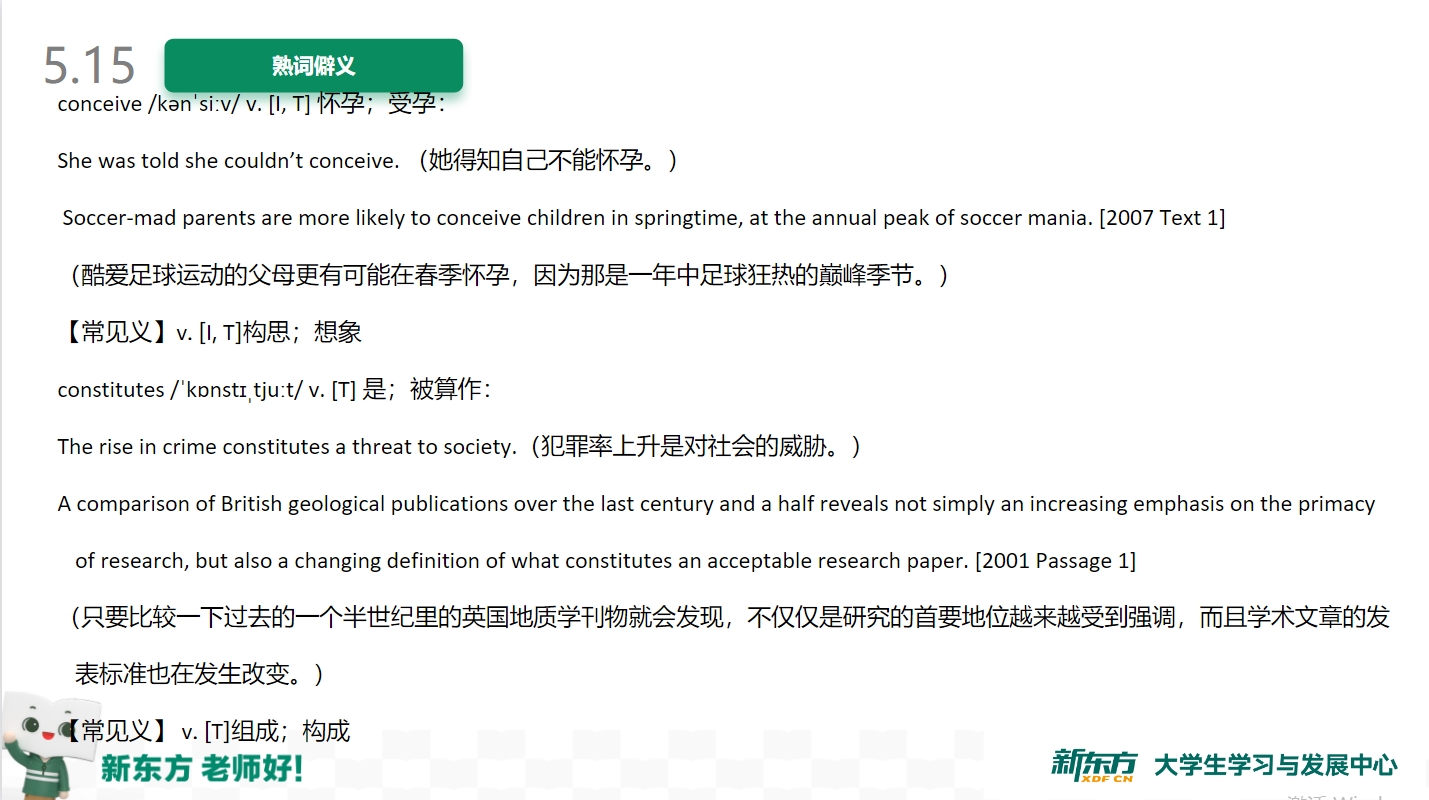 5.15
熟词僻义
conceive /kənˈsiːv/ v. [I, T] 怀孕；受孕：
She was told she couldn’t conceive. （她得知自己不能怀孕。）
Soccer-mad parents are more likely to conceive children in springtime, at the annual peak of soccer mania. [2007 Text 1]
（酷爱足球运动的父母更有可能在春季怀孕，因为那是一年中足球狂热的巅峰季节。）
【常见义】v. [I, T]构思；想象
constitutes /ˈkɒnstɪˌtjuːt/ v. [T] 是；被算作：
The rise in crime constitutes a threat to society.（犯罪率上升是对社会的威胁。）
A comparison of British geological publications over the last century and a half reveals not simply an increasing emphasis on the primacy
of research, but also a changing definition of what constitutes an acceptable research paper. [2001 Passage 1]
（只要比较一下过去的一个半世纪里的英国地质学刊物就会发现，不仅仅是研究的首要地位越来越受到强调，而且学术文章的发
表标准也在发生改变。）
【常见义】 v. [T]组成；构成
新东方 老师好！
新东方 XDF.CN 大学生学习与发展中心